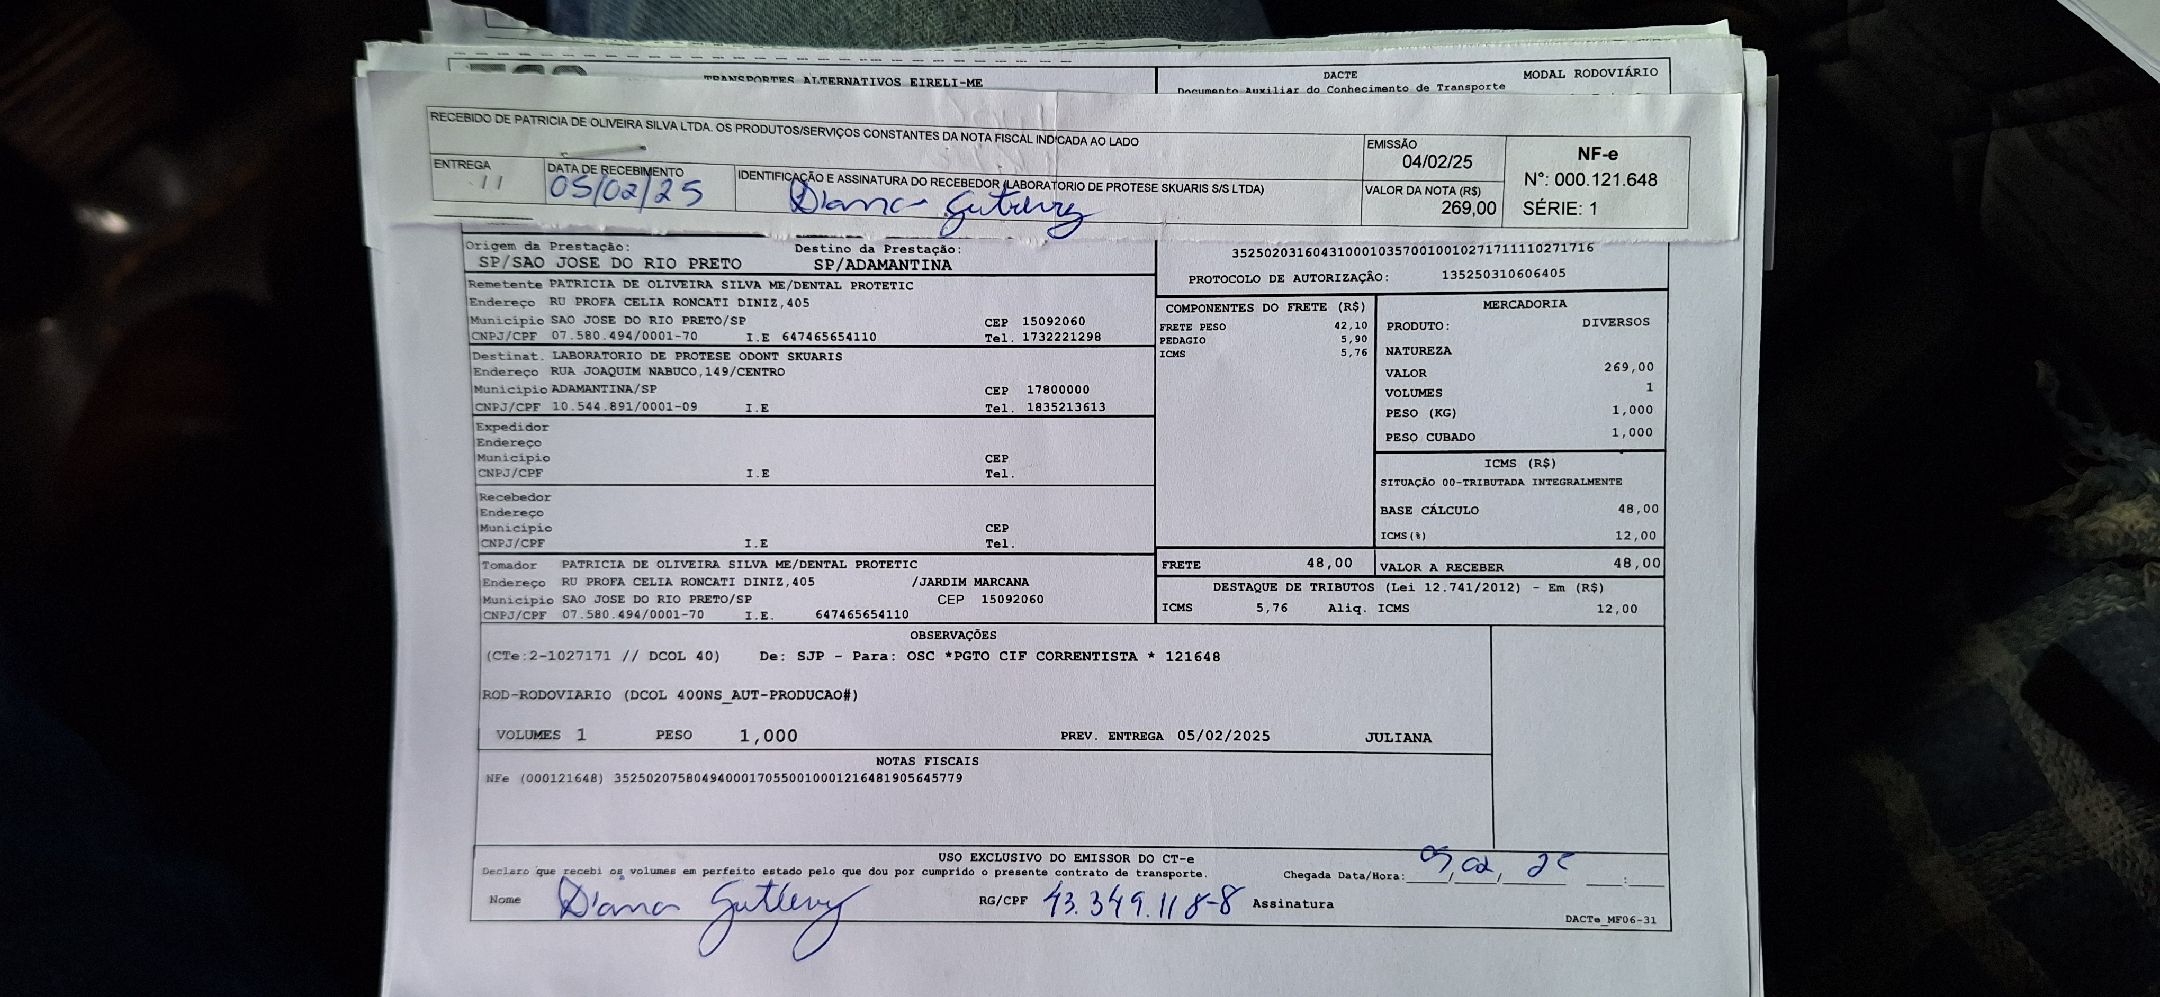 TRANSPORTES ALTERNATIVOS EIRELI-ME
DACTE
MODAL RODOVIÁRIO
Documento Auxiliar do Conhecimento de Transporte
RECEBIDO DE PATRICIA DE OLIVEIRA SILVA LTDA. OS PRODUTOS/SERVIÇOS CONSTANTES DA NOTA FISCAL INDICADA AO LADO
ENTREGA
DATA DE RECEBIMENTO
05/02/25
IDENTIFICAÇÃO E ASSINATURA DO RECEBEDOR (LABORATORIO DE PROTESE SKUARIS S/S LTDA)
EMISSÃO
04/02/25
VALOR DA NOTA (R$)
269,00
NF-e
N°: 000.121.648
SÉRIE: 1
Origem da Prestação: Destino da Prestação:
SP/SAO JOSE DO RIO PRETO SP/ADAMANTINA
Remetente PATRICIA DE OLIVEIRA SILVA ME/DENTAL PROTETIC
Endereço RU PROFA CELIA RONCATI DINIZ,405
Municipio SAO JOSE DO RIO PRETO/SP CEP 15092060
CNPJ/CPF 07.580.494/0001-70 I.E 647465654110 Tel. 1732221298
Destinat. LABORATORIO DE PROTESE ODONT SKUARIS
Endereço RUA JOAQUIM NABUCO,149/CENTRO
Municipio ADAMANTINA/SP CEP 17800000
CNPJ/CPF 10.544.891/0001-09 I.E Tel. 1835213613
Expedidor
Endereço
Municipio CEP
CNPJ/CPF I.E Tel.
Recebedor
Endereço
Municipio CEP
CNPJ/CPF I.E Tel.
Tomador PATRICIA DE OLIVEIRA SILVA ME/DENTAL PROTETIC
Endereço RU PROFA CELIA RONCATI DINIZ,405 /JARDIM MARCANA
Municipio SAO JOSE DO RIO PRETO/SP CEP 15092060
CNPJ/CPF 07.580.494/0001-70 I.E. 647465654110
PROTOCOLO DE AUTORIZAÇÃO: 135250310606405
COMPONENTES DO FRETE (R$)
FRETE PESO 42,10
PEDAGIO 5,90
ICMS 5,76
MERCADORIA
PRODUTO: DIVERSOS
NATUREZA
VALOR 269,00
VOLUMES 1
PESO (KG) 1,000
PESO CUBADO 1,000
ICMS (R$)
SITUAÇÃO 00-TRIBUTADA INTEGRALMENTE
BASE CÁLCULO 48,00
ICMS(%) 12,00
FRETE 48,00 VALOR A RECEBER 48,00
DESTAQUE DE TRIBUTOS (Lei 12.741/2012) - Em (R$)
ICMS 5,76 Aliq. ICMS 12,00
OBSERVAÇÕES
(CTe:2-1027171 // DCOL 40) De: SJP - Para: OSC *PGTO CIF CORRENTISTA * 121648
ROD-RODOVIARIO (DCOL 400NS_AUT-PRODUCAO#)
VOLUMES 1 PESO 1,000 PREV. ENTREGA 05/02/2025 JULIANA
NOTAS FISCAIS
NFe (000121648) 35250207580494000170550010001216481905645779
USO EXCLUSIVO DO EMISSOR DO CT-e
Declaro que recebi os volumes em perfeito estado pelo que dou por cumprido o presente contrato de transporte. Chegada Data/Hora:
Nome Diana RG/CPF 43.349.118-8 Assinatura
DACTe_MF06-31